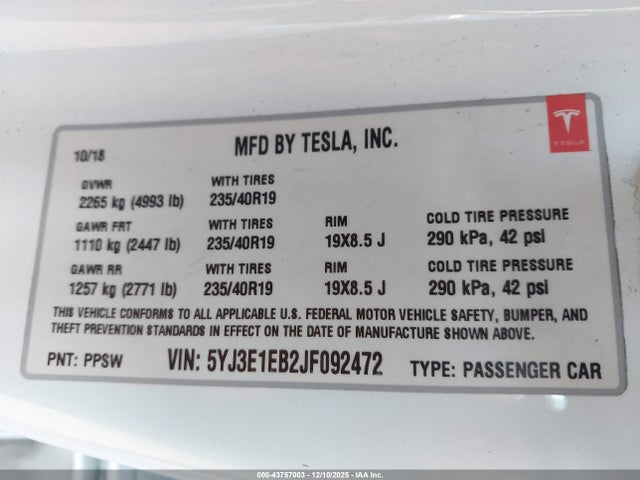 10/18
MFD BY TESLA, INC.
TESLA
GVWR WITH TIRES
2265 kg (4993 lb) 235/40R19
GAWR FRT WITH TIRES RIM COLD TIRE PRESSURE
1110 kg (2447 lb) 235/40R19 19X8.5 J 290 kPa, 42 psi
GAWR RR WITH TIRES RIM COLD TIRE PRESSURE
1257 kg (2771 lb) 235/40R19 19X8.5 J 290 kPa, 42 psi
THIS VEHICLE CONFORMS TO ALL APPLICABLE U.S. FEDERAL MOTOR VEHICLE SAFETY, BUMPER, AND
THEFT PREVENTION STANDARDS IN EFFECT ON THE DATE OF MANUFACTURE SHOWN ABOVE.
PNT: PPSW VIN: 5YJ3E1EB2JF092472 TYPE: PASSENGER CAR
000-43757003 - 12/10/2025 - IAA Inc.